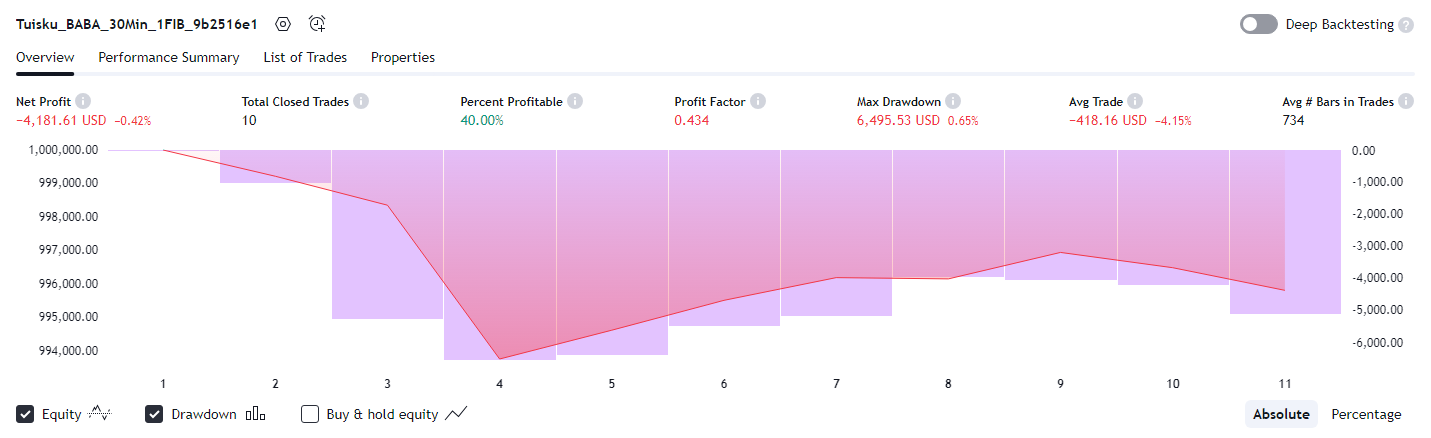 Tuisku_BABA_30Min_1FIB_9b2516e1 Deep Backtesting ?
Overview Performance Summary List of Trades Properties
Net Profit i Total Closed Trades i Percent Profitable i Profit Factor i Max Drawdown i Avg Trade i Avg # Bars in Trades i
−4,181.61 USD −0.42% 10 40.00% 0.434 6,495.53 USD 0.65% −418.16 USD −4.15% 734
1,000,000.00 0.00
999,000.00 -1,000.00
998,000.00 -2,000.00
997,000.00 -3,000.00
996,000.00 -4,000.00
995,000.00 -5,000.00
994,000.00 -6,000.00
1 2 3 4 5 6 7 8 9 10 11
Equity Drawdown Buy & hold equity Absolute Percentage